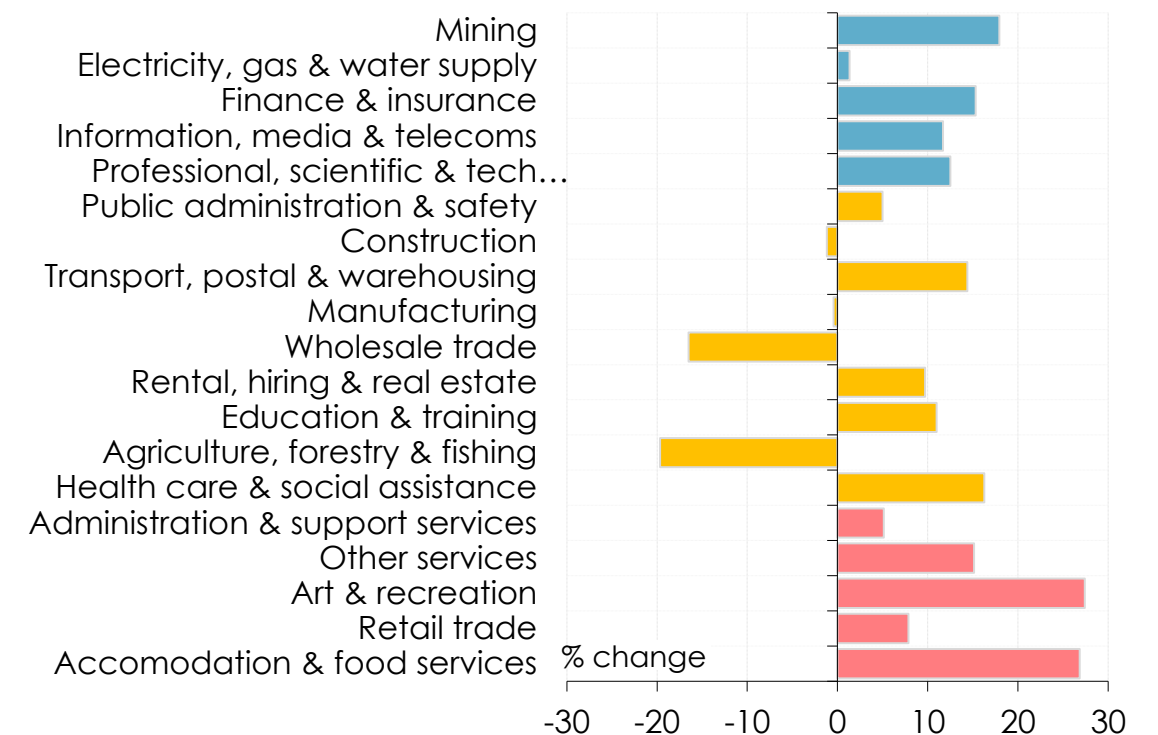 Mining
Electricity, gas & water supply
Finance & insurance
Information, media & telecoms
Professional, scientific & tech…
Public administration & safety
Construction
Transport, postal & warehousing
Manufacturing
Wholesale trade
Rental, hiring & real estate
Education & training
Agriculture, forestry & fishing
Health care & social assistance
Administration & support services
Other services
Art & recreation
Retail trade
Accomodation & food services % change
-30 -20 -10 0 10 20 30